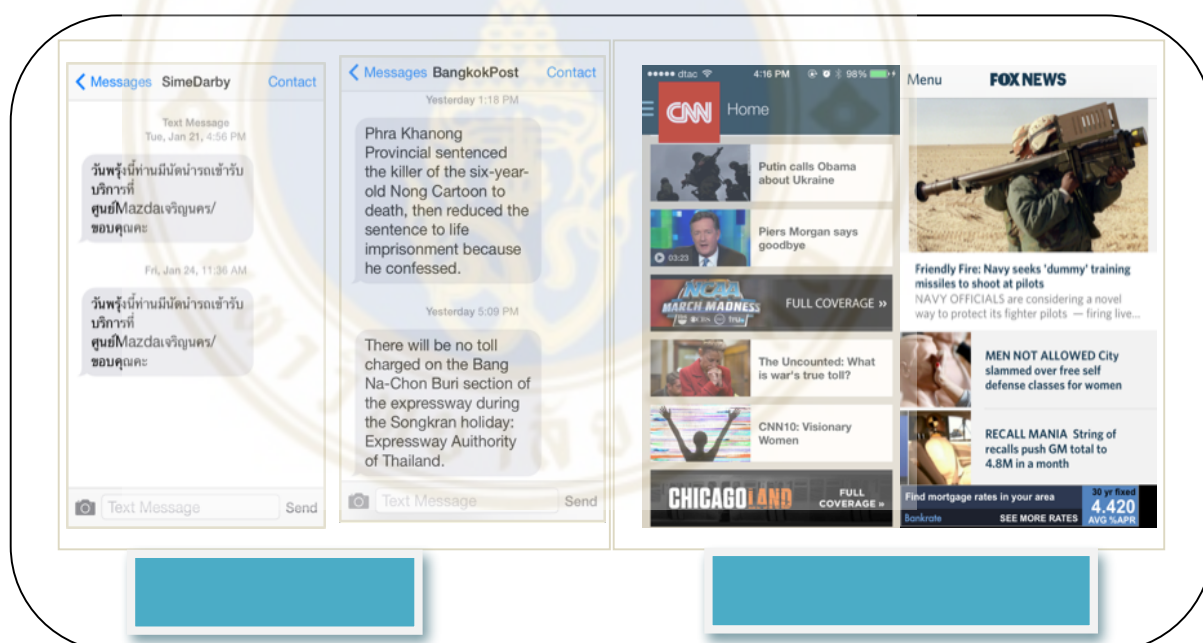 Messages SimeDarby Contact
Text Message
Tue, Jan 21, 4:56 PM
วันพรุ้งนี้ท่านมีนัดนำรถเข้ารับ
บริการที่
ศูนย์Mazdaเจริญนคร/
ขอบคุณคะ
Fri, Jan 24, 11:36 AM
วันพรุ้งนี้ท่านมีนัดนำรถเข้ารับ
บริการที่
ศูนย์Mazdaเจริญนคร/
ขอบคุณคะ
Text Message Send
Messages BangkokPost Contact
Yesterday 1:18 PM
Phra Khanong
Provincial sentenced
the killer of the six-year-
old Nong Cartoon to
death, then reduced the
sentence to life
imprisonment because
he confessed.
Yesterday 5:09 PM
There will be no toll
charged on the Bang
Na-Chon Buri section of
the expressway during
the Songkran holiday:
Expressway Auithority
of Thailand.
Text Message Send
dtac 4:16 PM 98%
CNN Home
Putin calls Obama
about Ukraine
Piers Morgan says
goodbye
03:23
NCAA
MARCH MADNESS
FULL COVERAGE »
The Uncounted: What
is war's true toll?
CNN10: Visionary
Women
CHICAGOLAND
FULL
COVERAGE »
Menu FOX NEWS
Friendly Fire: Navy seeks 'dummy' training
missiles to shoot at pilots
NAVY OFFICIALS are considering a novel
way to protect its fighter pilots — firing live...
MEN NOT ALLOWED City
slammed over free self
defense classes for women
RECALL MANIA String of
recalls push GM total to
4.8M in a month
Find mortgage rates in your area
Bankrate SEE MORE RATES
30 yr fixed
4.420
AVG %APR